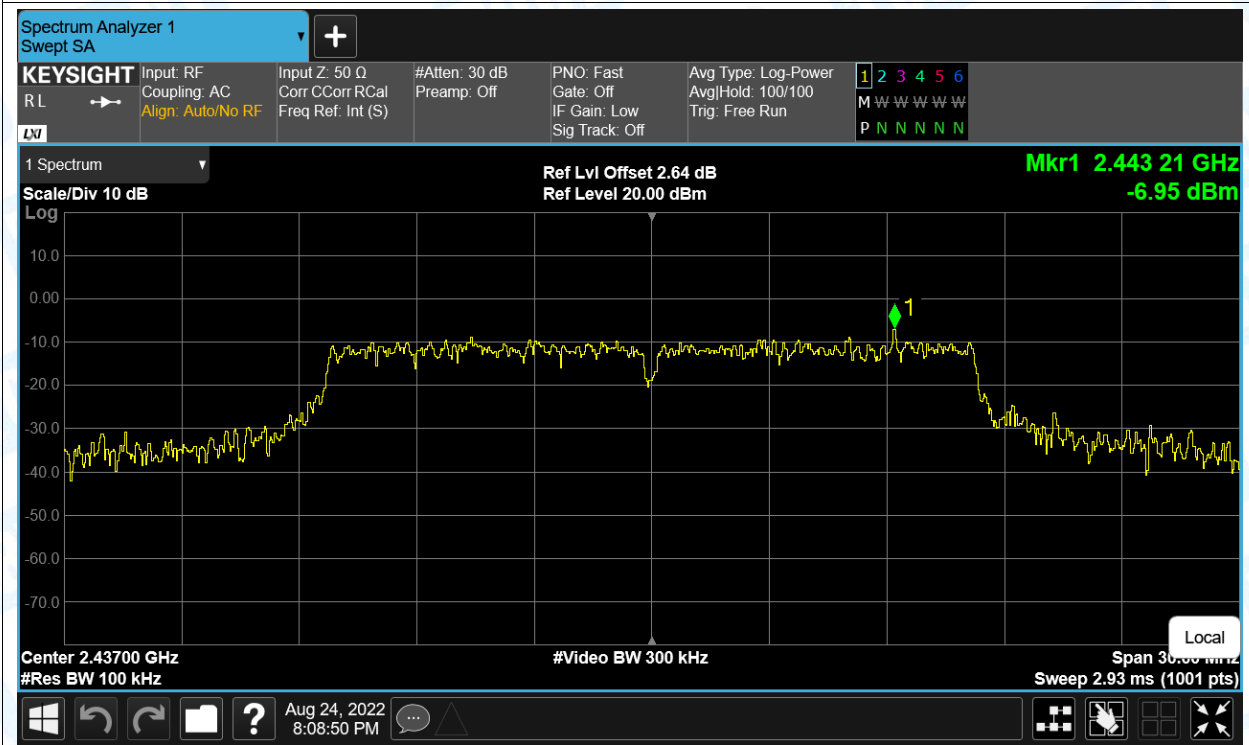 Spectrum Analyzer 1
Swept SA
KEYSIGHT
R L
LXI
Input: RF
Coupling: AC
Align: Auto/No RF
Input Z: 50 Ω
Corr CCorr RCal
Freq Ref: Int (S)
#Atten: 30 dB
Preamp: Off
PNO: Fast
Gate: Off
IF Gain: Low
Sig Track: Off
Avg Type: Log-Power
Avg|Hold: 100/100
Trig: Free Run
1 2 3 4 5 6
M W W W W W
P N N N N N
1 Spectrum
Scale/Div 10 dB
Log
Ref Lvl Offset 2.64 dB
Ref Level 20.00 dBm
Mkr1 2.443 21 GHz
-6.95 dBm
10.0
0.00
-10.0
-20.0
-30.0
-40.0
-50.0
-60.0
-70.0
1
Local
Center 2.43700 GHz
#Res BW 100 kHz
#Video BW 300 kHz
Span 30.00 MHz
Sweep 2.93 ms (1001 pts)
?
Aug 24, 2022
8:08:50 PM